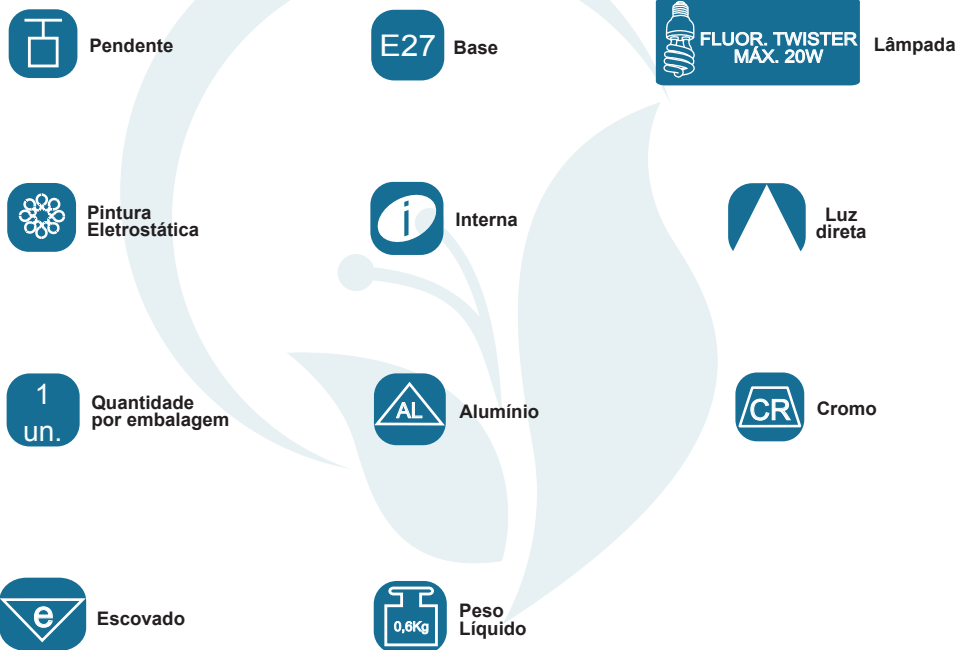 Pendente
E27
Base
FLUOR. TWISTER
MÁX. 20W
Lâmpada
Pintura
Eletrostática
i
Interna
Luz
direta
1
un.
Quantidade
por embalagem
AL
Alumínio
CR
Cromo
e
Escovado
0,6Kg
Peso
Líquido